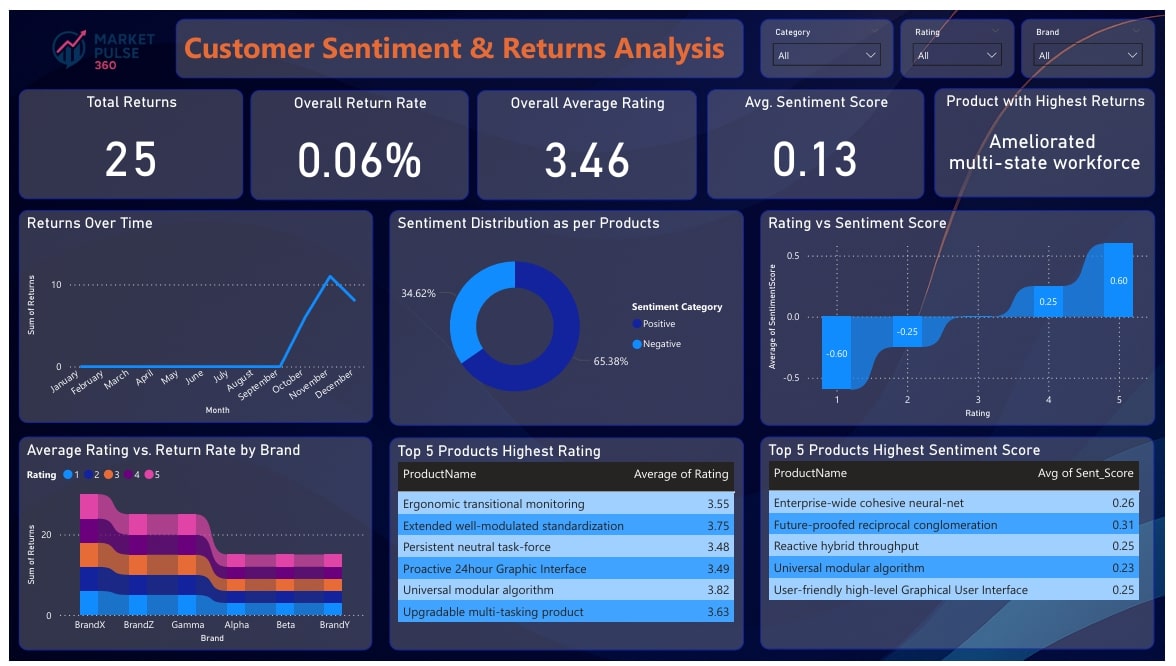 MARKET
PULSE
360
Customer Sentiment & Returns Analysis
Category
All
Rating
All
Brand
All
Total Returns
25
Overall Return Rate
0.06%
Overall Average Rating
3.46
Avg. Sentiment Score
0.13
Product with Highest Returns
Ameliorated
multi-state workforce
Returns Over Time
Sum of Returns
10
0
January
February
March
April
May
June
July
August
September
October
November
December
Month
Sentiment Distribution as per Products
34.62%
65.38%
Sentiment Category
Positive
Negative
Rating vs Sentiment Score
Average of SentimentScore
0.5
0.0
-0.5
-0.60
-0.25
0.25
0.60
1 2 3 4 5
Rating
Average Rating vs. Return Rate by Brand
Rating 1 2 3 4 5
Sum of Returns
20
0
BrandX BrandZ Gamma Alpha Beta BrandY
Brand
Top 5 Products Highest Rating
ProductName Average of Rating
Ergonomic transitional monitoring 3.55
Extended well-modulated standardization 3.75
Persistent neutral task-force 3.48
Proactive 24hour Graphic Interface 3.49
Universal modular algorithm 3.82
Upgradable multi-tasking product 3.63
Top 5 Products Highest Sentiment Score
ProductName Avg of Sent_Score
Enterprise-wide cohesive neural-net 0.26
Future-proofed reciprocal conglomeration 0.31
Reactive hybrid throughput 0.25
Universal modular algorithm 0.23
User-friendly high-level Graphical User Interface 0.25